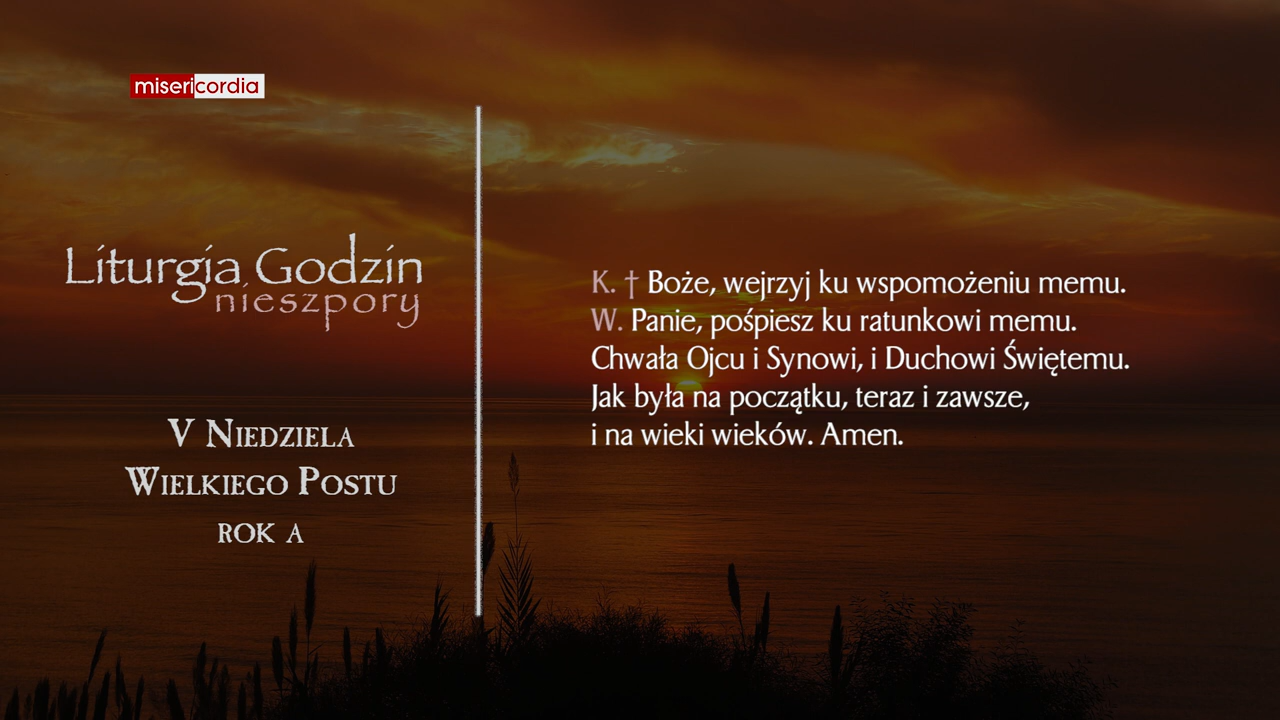 misericordia
Liturgia Godzin
nieszpory
V Niedziela
Wielkiego Postu
rok a
K. † Boże, wejrzyj ku wspomożeniu memu.
W. Panie, pośpiesz ku ratunkowi memu.
Chwała Ojcu i Synowi, i Duchowi Świętemu.
Jak była na początku, teraz i zawsze,
i na wieki wieków. Amen.